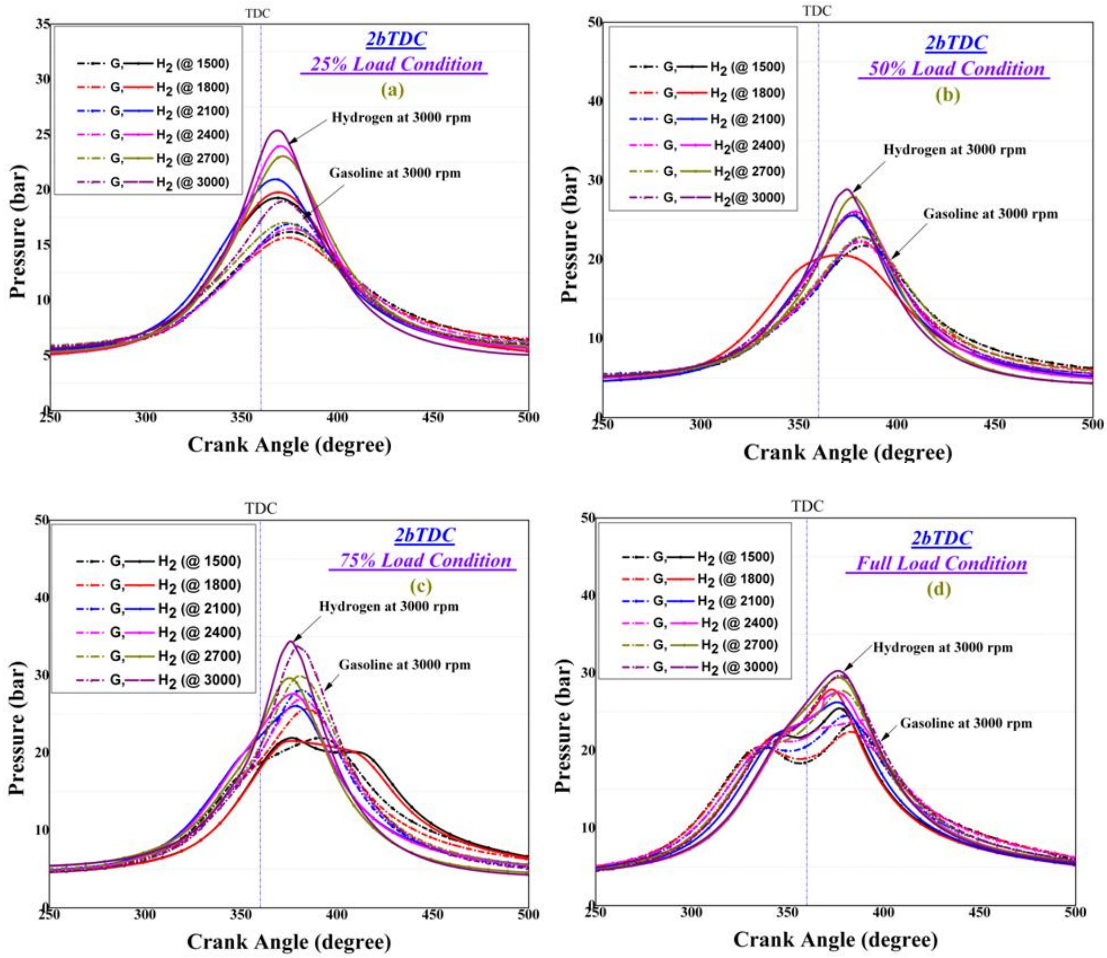 TDC
2bTDC
25% Load Condition
(a)
G, H2 (@ 1500)
G, H2 (@ 1800)
G, H2 (@ 2100)
G, H2 (@ 2400)
G, H2 (@ 2700)
G, H2 (@ 3000)
Hydrogen at 3000 rpm
Gasoline at 3000 rpm
35
30
25
20
15
10
5
0
Pressure (bar)
250 300 350 400 450 500
Crank Angle (degree)
TDC
2bTDC
50% Load Condition
(b)
G, H2 (@ 1500)
G, H2 (@ 1800)
G, H2 (@ 2100)
G, H2 (@ 2400)
G, H2(@ 2700)
G, H2(@ 3000)
Hydrogen at 3000 rpm
Gasoline at 3000 rpm
50
40
30
20
10
0
Pressure (bar)
250 300 350 400 450 500
Crank Angle (degree)
TDC
2bTDC
75% Load Condition
(c)
G, H2 (@ 1500)
G, H2 (@ 1800)
G, H2 (@ 2100)
G, H2 (@ 2400)
G, H2 (@ 2700)
G, H2 (@ 3000)
Hydrogen at 3000 rpm
Gasoline at 3000 rpm
50
40
30
20
10
0
Pressure (bar)
250 300 350 400 450 500
Crank Angle (degree)
TDC
2bTDC
Full Load Condition
(d)
G, H2 (@ 1500)
G, H2 (@ 1800)
G, H2 (@ 2100)
G, H2 (@ 2400)
G, H2 (@ 2700)
G, H2 (@ 3000)
Hydrogen at 3000 rpm
Gasoline at 3000 rpm
50
40
30
20
10
0
Pressure (bar)
250 300 350 400 450 500
Crank Angle (degree)